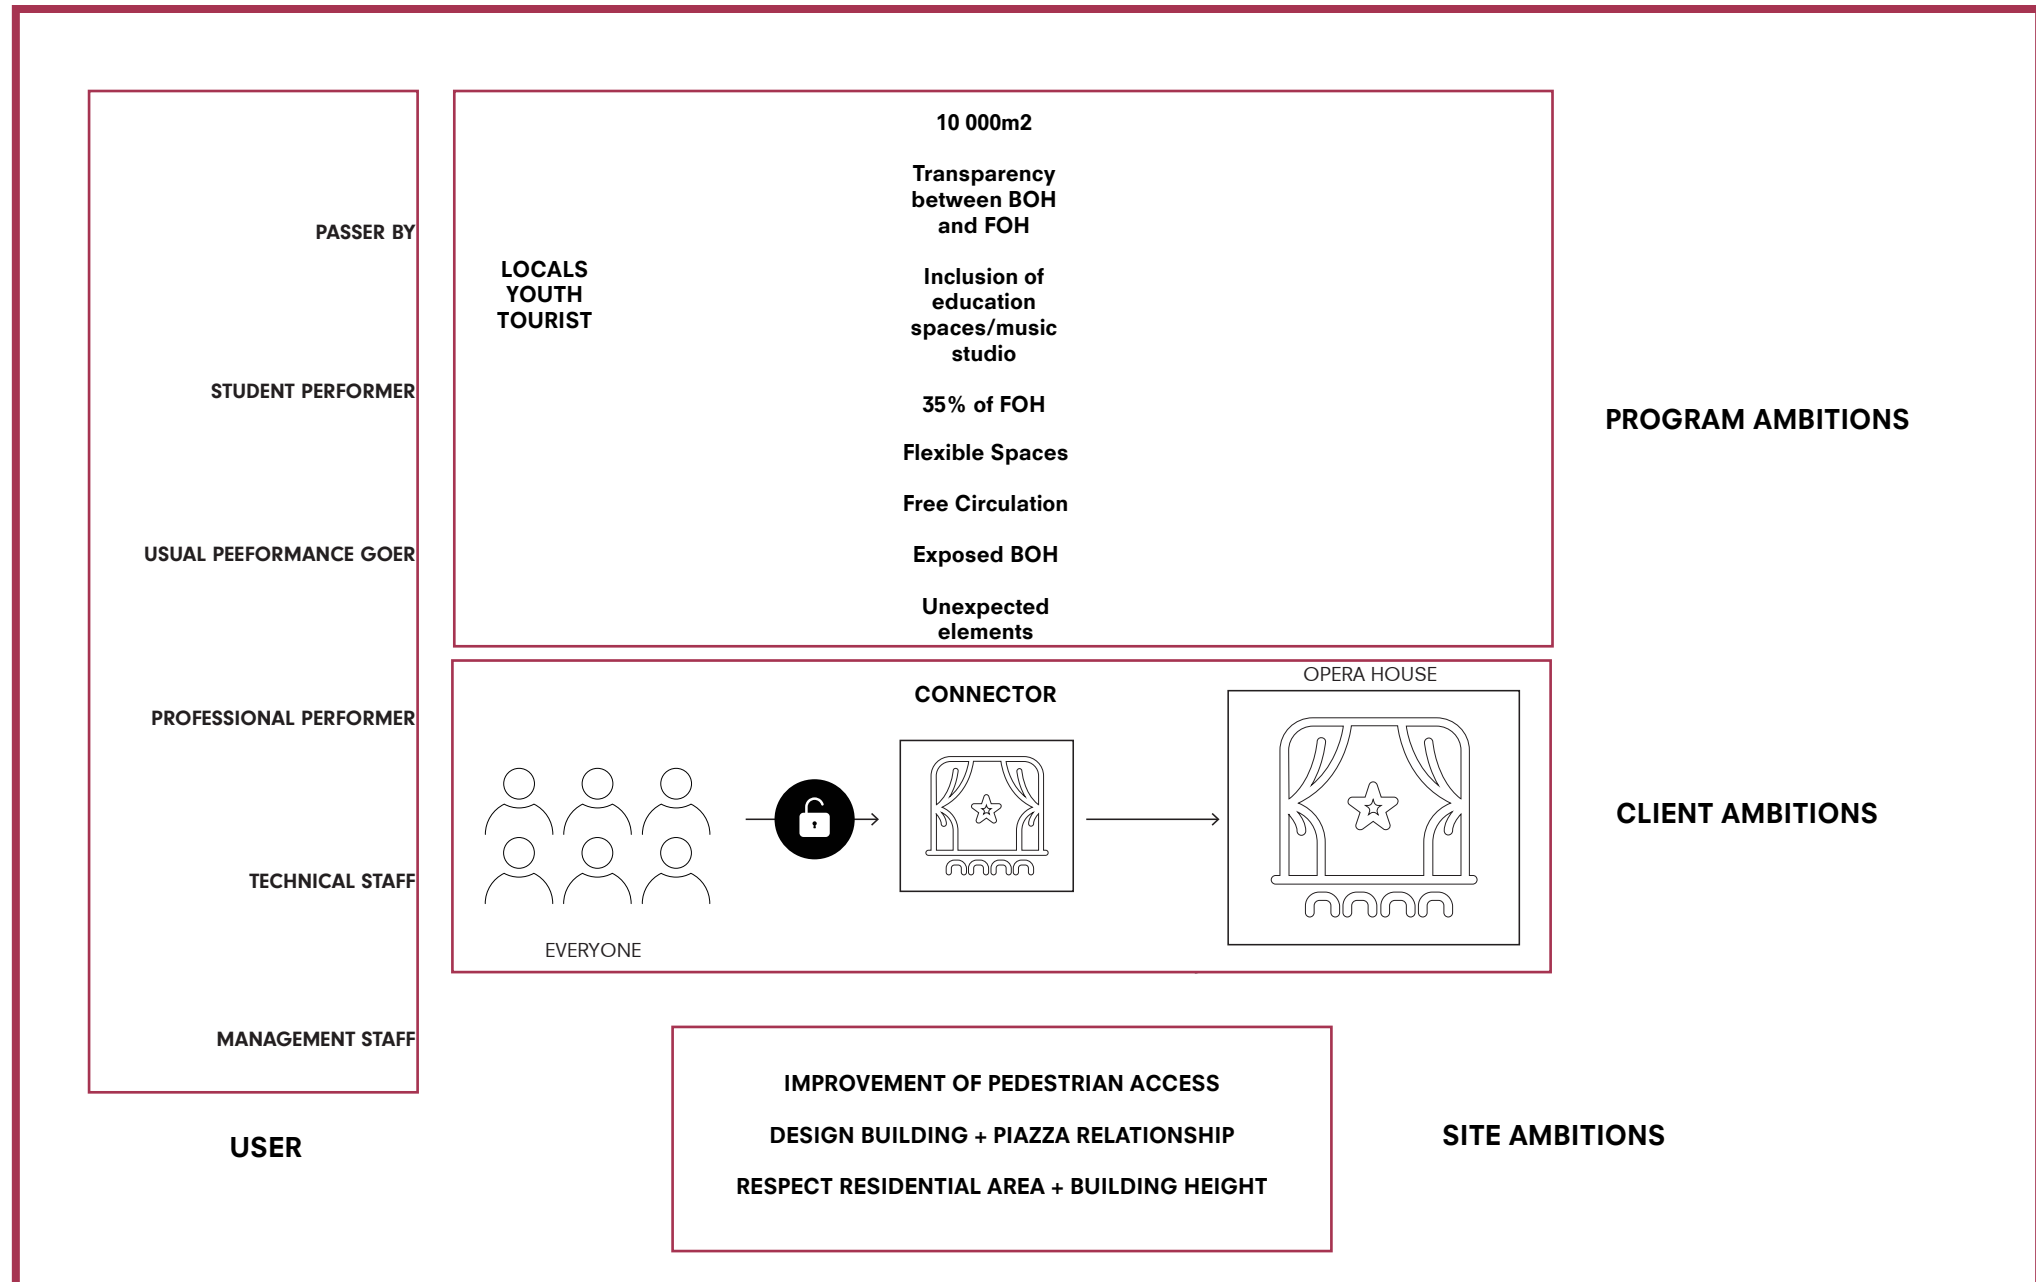 PASSER BY
STUDENT PERFORMER
USUAL PEEFORMANCE GOER
PROFESSIONAL PERFORMER
TECHNICAL STAFF
MANAGEMENT STAFF
USER
LOCALS
YOUTH
TOURIST
10 000m2
Transparency
between BOH
and FOH
Inclusion of
education
spaces/music
studio
35% of FOH
Flexible Spaces
Free Circulation
Exposed BOH
Unexpected
elements
PROGRAM AMBITIONS
CONNECTOR
OPERA HOUSE
EVERYONE
CLIENT AMBITIONS
IMPROVEMENT OF PEDESTRIAN ACCESS
DESIGN BUILDING + PIAZZA RELATIONSHIP
RESPECT RESIDENTIAL AREA + BUILDING HEIGHT
SITE AMBITIONS